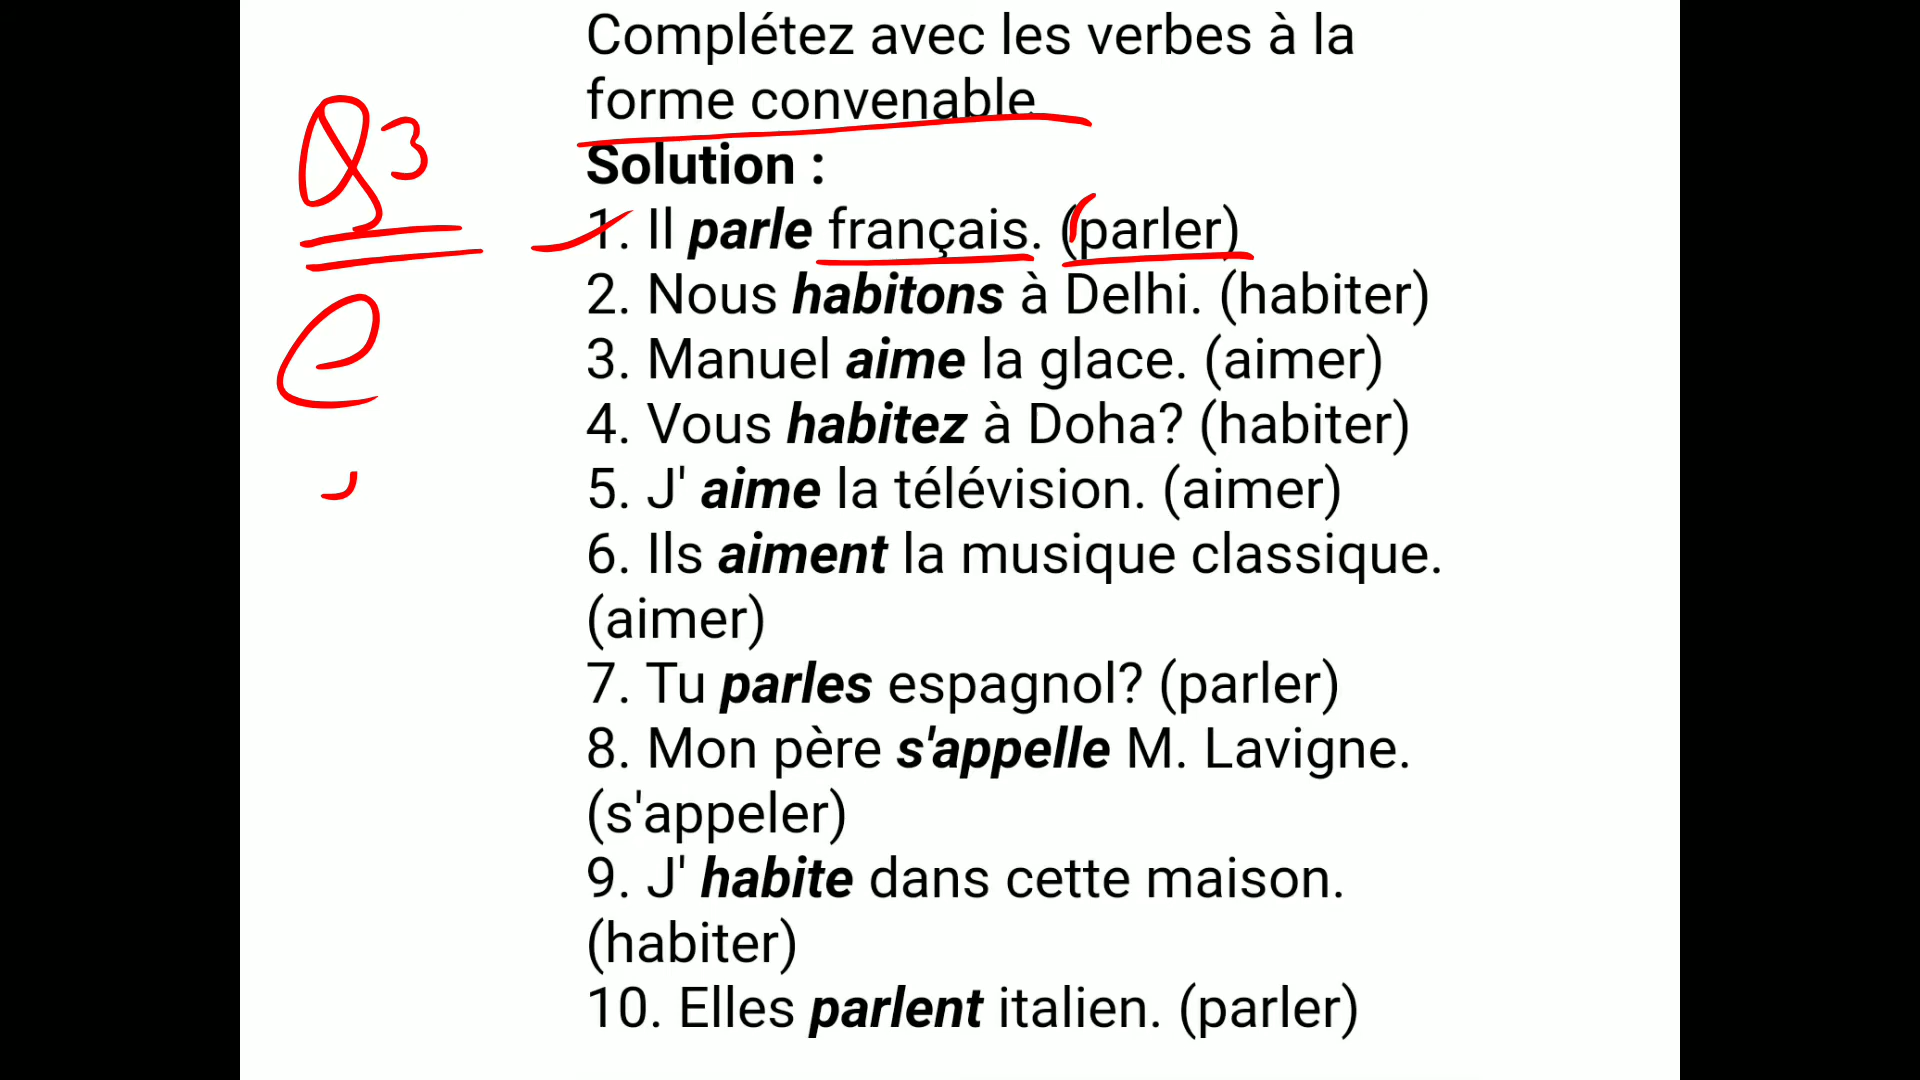 Complétez avec les verbes à la
forme convenable
Q3
Solution :
1. Il parle français. (parler)
2. Nous habitons à Delhi. (habiter)
e
3. Manuel aime la glace. (aimer)
4. Vous habitez à Doha? (habiter)
5. J' aime la télévision. (aimer)
6. Ils aiment la musique classique.
(aimer)
7. Tu parles espagnol? (parler)
8. Mon père s'appelle M. Lavigne.
(s'appeler)
9. J' habite dans cette maison.
(habiter)
10. Elles parlent italien. (parler)